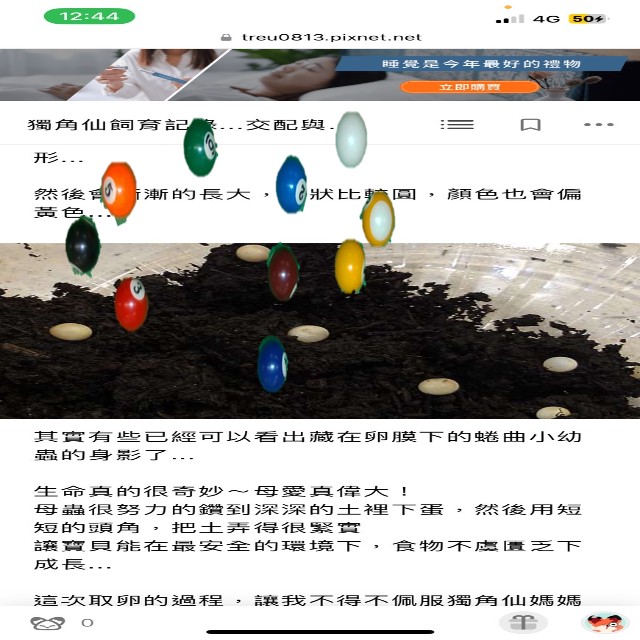 12:44
4G 50
treu0813.pixnet.net
睡覺是今年最好的禮物
立即購買
獨角仙飼育記錄...交配與.
形...
然後會漸漸的長大，形狀比較圓，顏色也會偏
黃色...
其實有些已經可以看出藏在卵膜下的蜷曲小幼
蟲的身影了...
生命真的很奇妙～母愛真偉大！
母蟲很努力的鑽到深深的土裡下蛋，然後用短
短的頭角，把土弄得很緊實
讓寶貝能在最安全的環境下，食物不虞匱乏下
成長...
這次取卵的過程，讓我不得不佩服獨角仙媽媽
0